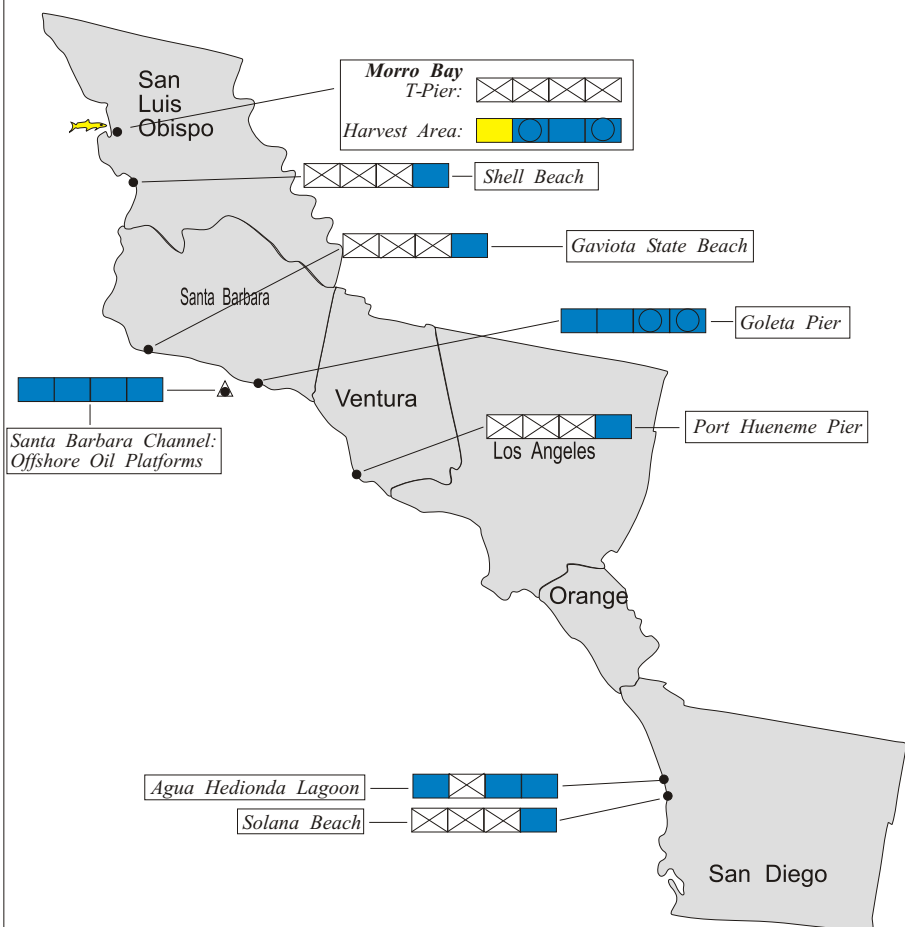 San
Luis
Obispo
Morro Bay
T-Pier:
Harvest Area:
Shell Beach
Gaviota State Beach
Santa Barbara
Goleta Pier
Ventura
Santa Barbara Channel:
Offshore Oil Platforms
Port Hueneme Pier
Los Angeles
Orange
Agua Hedionda Lagoon
Solana Beach
San Diego